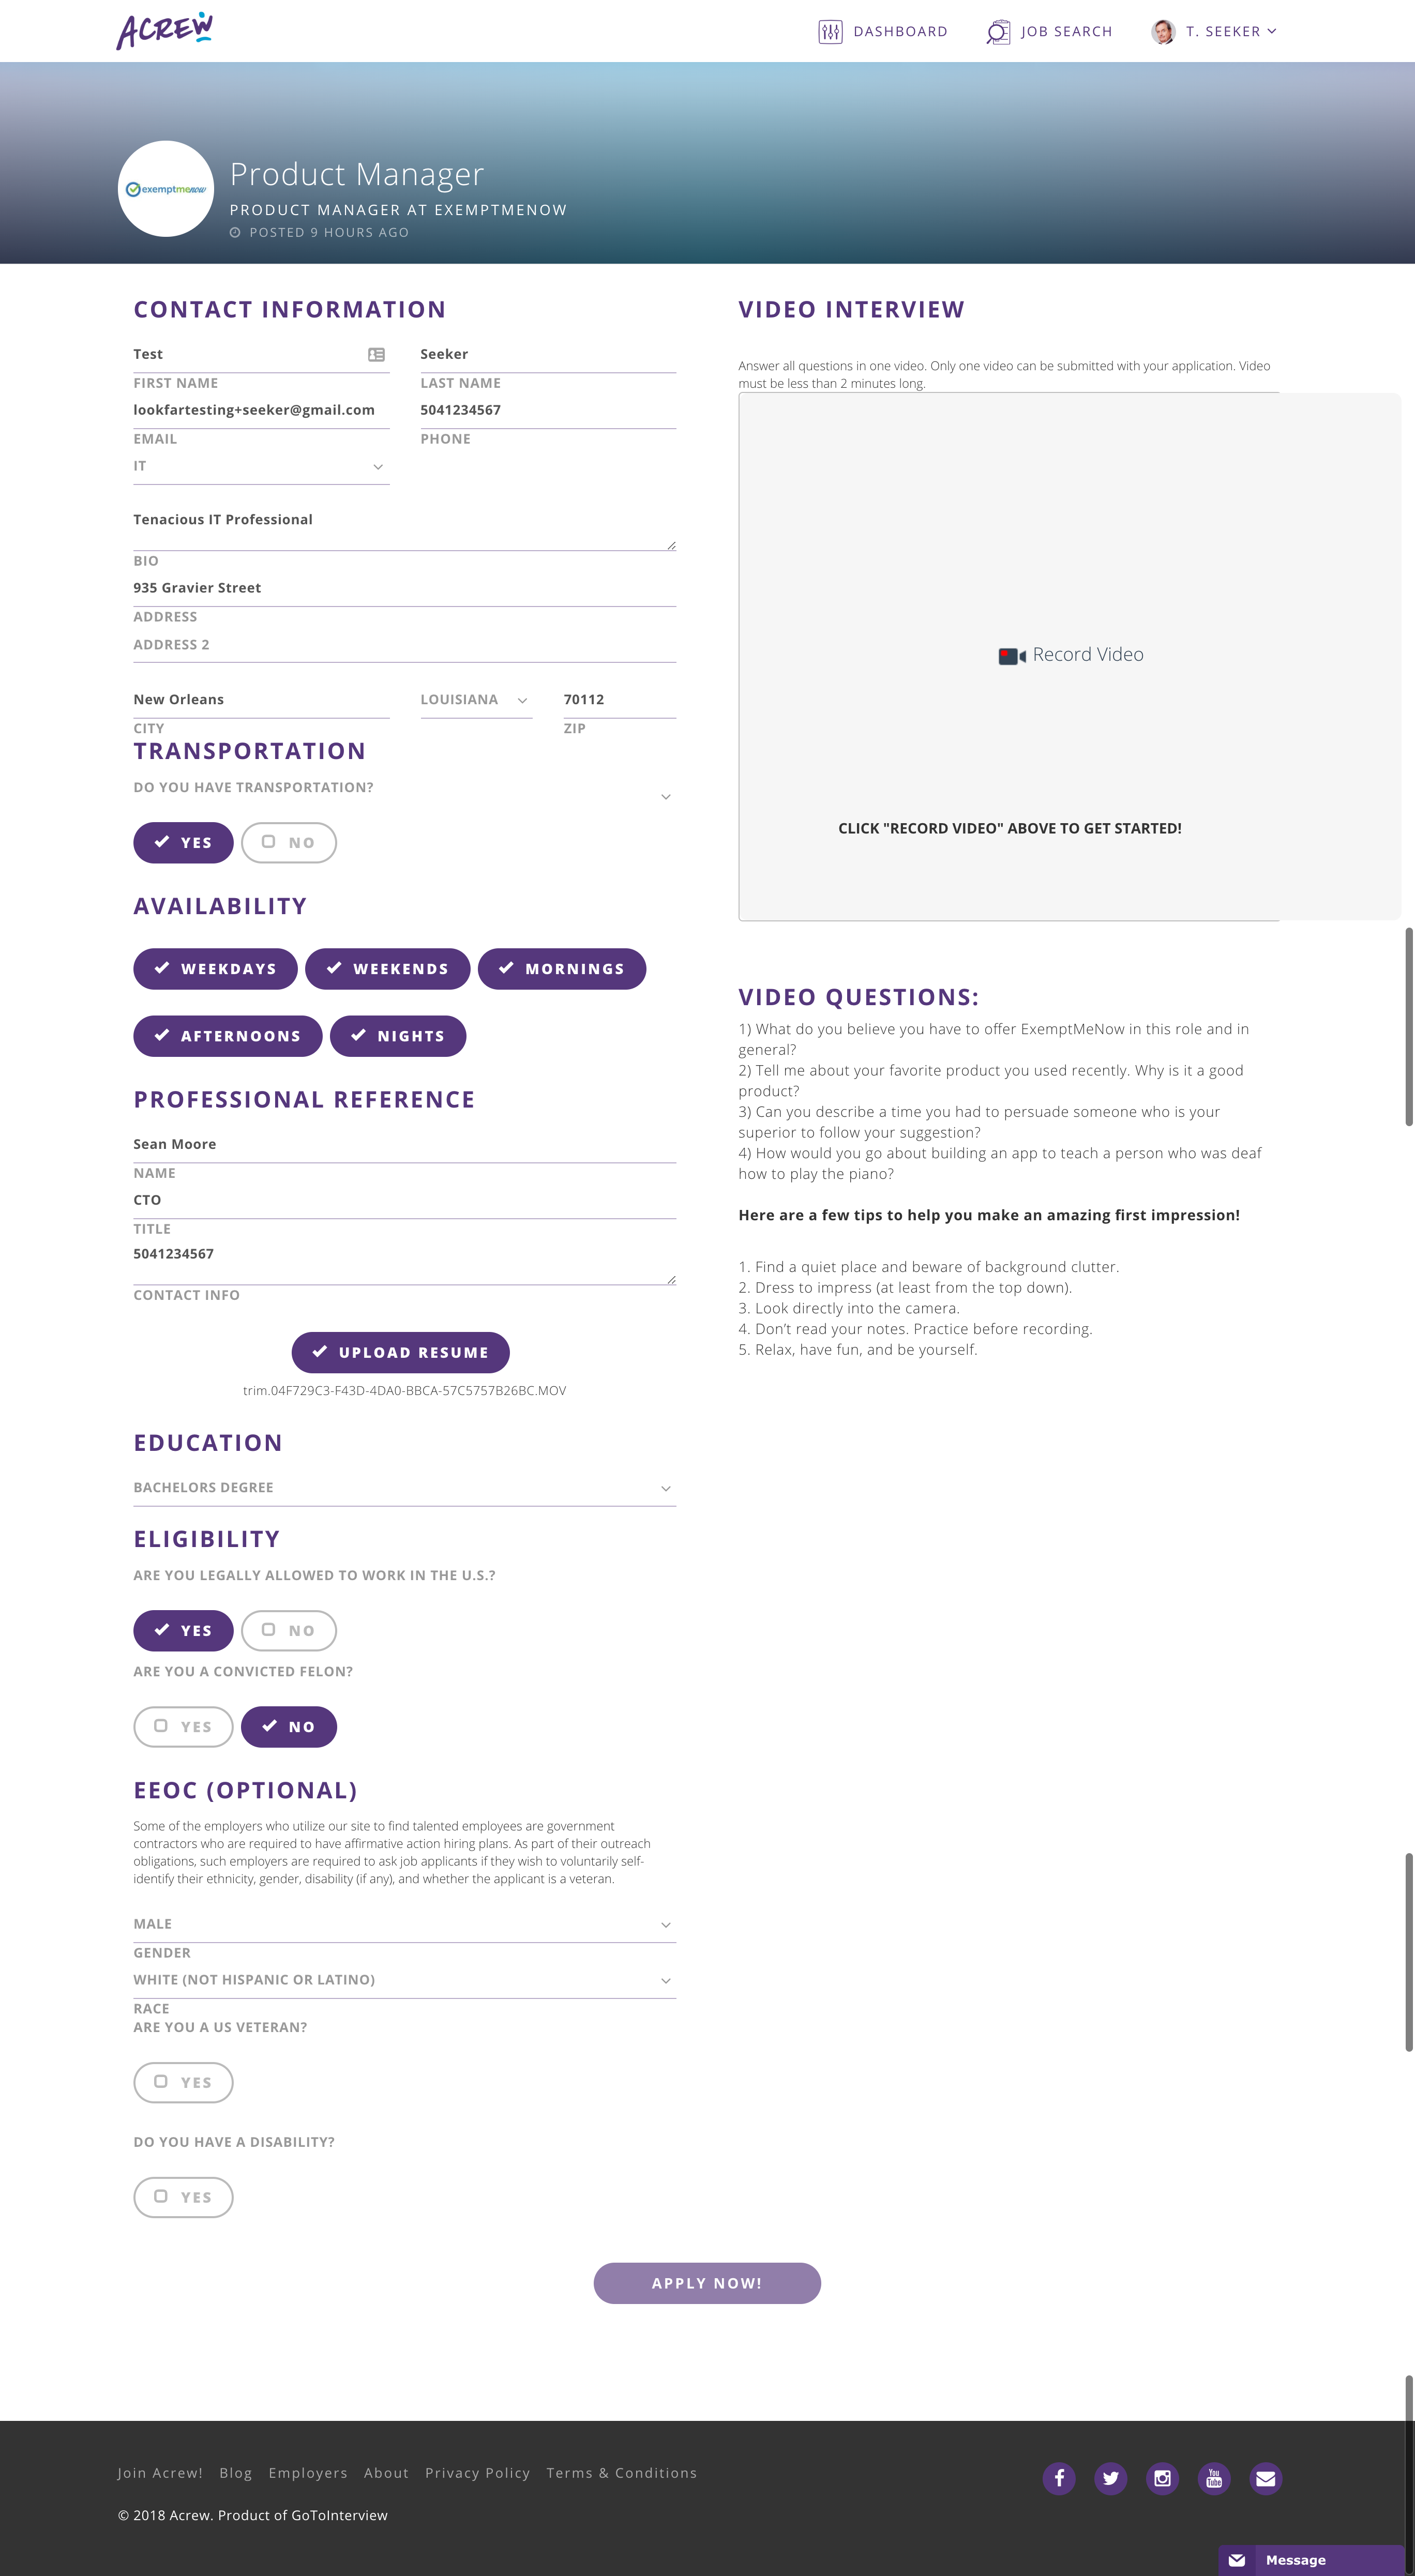 ACREW
DASHBOARD
JOB SEARCH
T. SEEKER
exemptmenow
Product Manager
PRODUCT MANAGER AT EXEMPTMENOW
POSTED 9 HOURS AGO
CONTACT INFORMATION
Test
Seeker
FIRST NAME
LAST NAME
lookfartesting+seeker@gmail.com
5041234567
EMAIL
PHONE
IT
Tenacious IT Professional
BIO
935 Gravier Street
ADDRESS
ADDRESS 2
New Orleans
LOUISIANA
70112
CITY
ZIP
TRANSPORTATION
DO YOU HAVE TRANSPORTATION?
YES
NO
AVAILABILITY
WEEKDAYS
WEEKENDS
MORNINGS
AFTERNOONS
NIGHTS
PROFESSIONAL REFERENCE
Sean Moore
NAME
CTO
TITLE
5041234567
CONTACT INFO
UPLOAD RESUME
trim.04F729C3-F43D-4DA0-BBCA-57C5757B26BC.MOV
EDUCATION
BACHELORS DEGREE
ELIGIBILITY
ARE YOU LEGALLY ALLOWED TO WORK IN THE U.S.?
YES
NO
ARE YOU A CONVICTED FELON?
YES
NO
EEOC (OPTIONAL)
Some of the employers who utilize our site to find talented employees are government
contractors who are required to have affirmative action hiring plans. As part of their outreach
obligations, such employers are required to ask job applicants if they wish to voluntarily self-
identify their ethnicity, gender, disability (if any), and whether the applicant is a veteran.
MALE
GENDER
WHITE (NOT HISPANIC OR LATINO)
RACE
ARE YOU A US VETERAN?
YES
DO YOU HAVE A DISABILITY?
YES
VIDEO INTERVIEW
Answer all questions in one video. Only one video can be submitted with your application. Video
must be less than 2 minutes long.
Record Video
CLICK "RECORD VIDEO" ABOVE TO GET STARTED!
VIDEO QUESTIONS:
1) What do you believe you have to offer ExemptMeNow in this role and in
general?
2) Tell me about your favorite product you used recently. Why is it a good
product?
3) Can you describe a time you had to persuade someone who is your
superior to follow your suggestion?
4) How would you go about building an app to teach a person who was deaf
how to play the piano?
Here are a few tips to help you make an amazing first impression!
1. Find a quiet place and beware of background clutter.
2. Dress to impress (at least from the top down).
3. Look directly into the camera.
4. Don’t read your notes. Practice before recording.
5. Relax, have fun, and be yourself.
APPLY NOW!
Join Acrew!
Blog
Employers
About
Privacy Policy
Terms & Conditions
You
Tube
© 2018 Acrew. Product of GoToInterview
Message